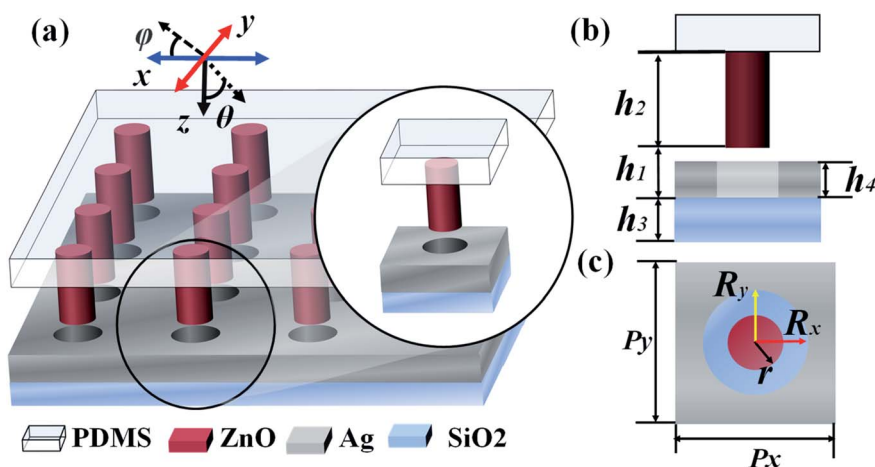 (a)
φ
y
x
z
θ
PDMS
ZnO
Ag
SiO2
(b)
h2
h1
h4
h3
(c)
Ry
Rx
r
Py
Px